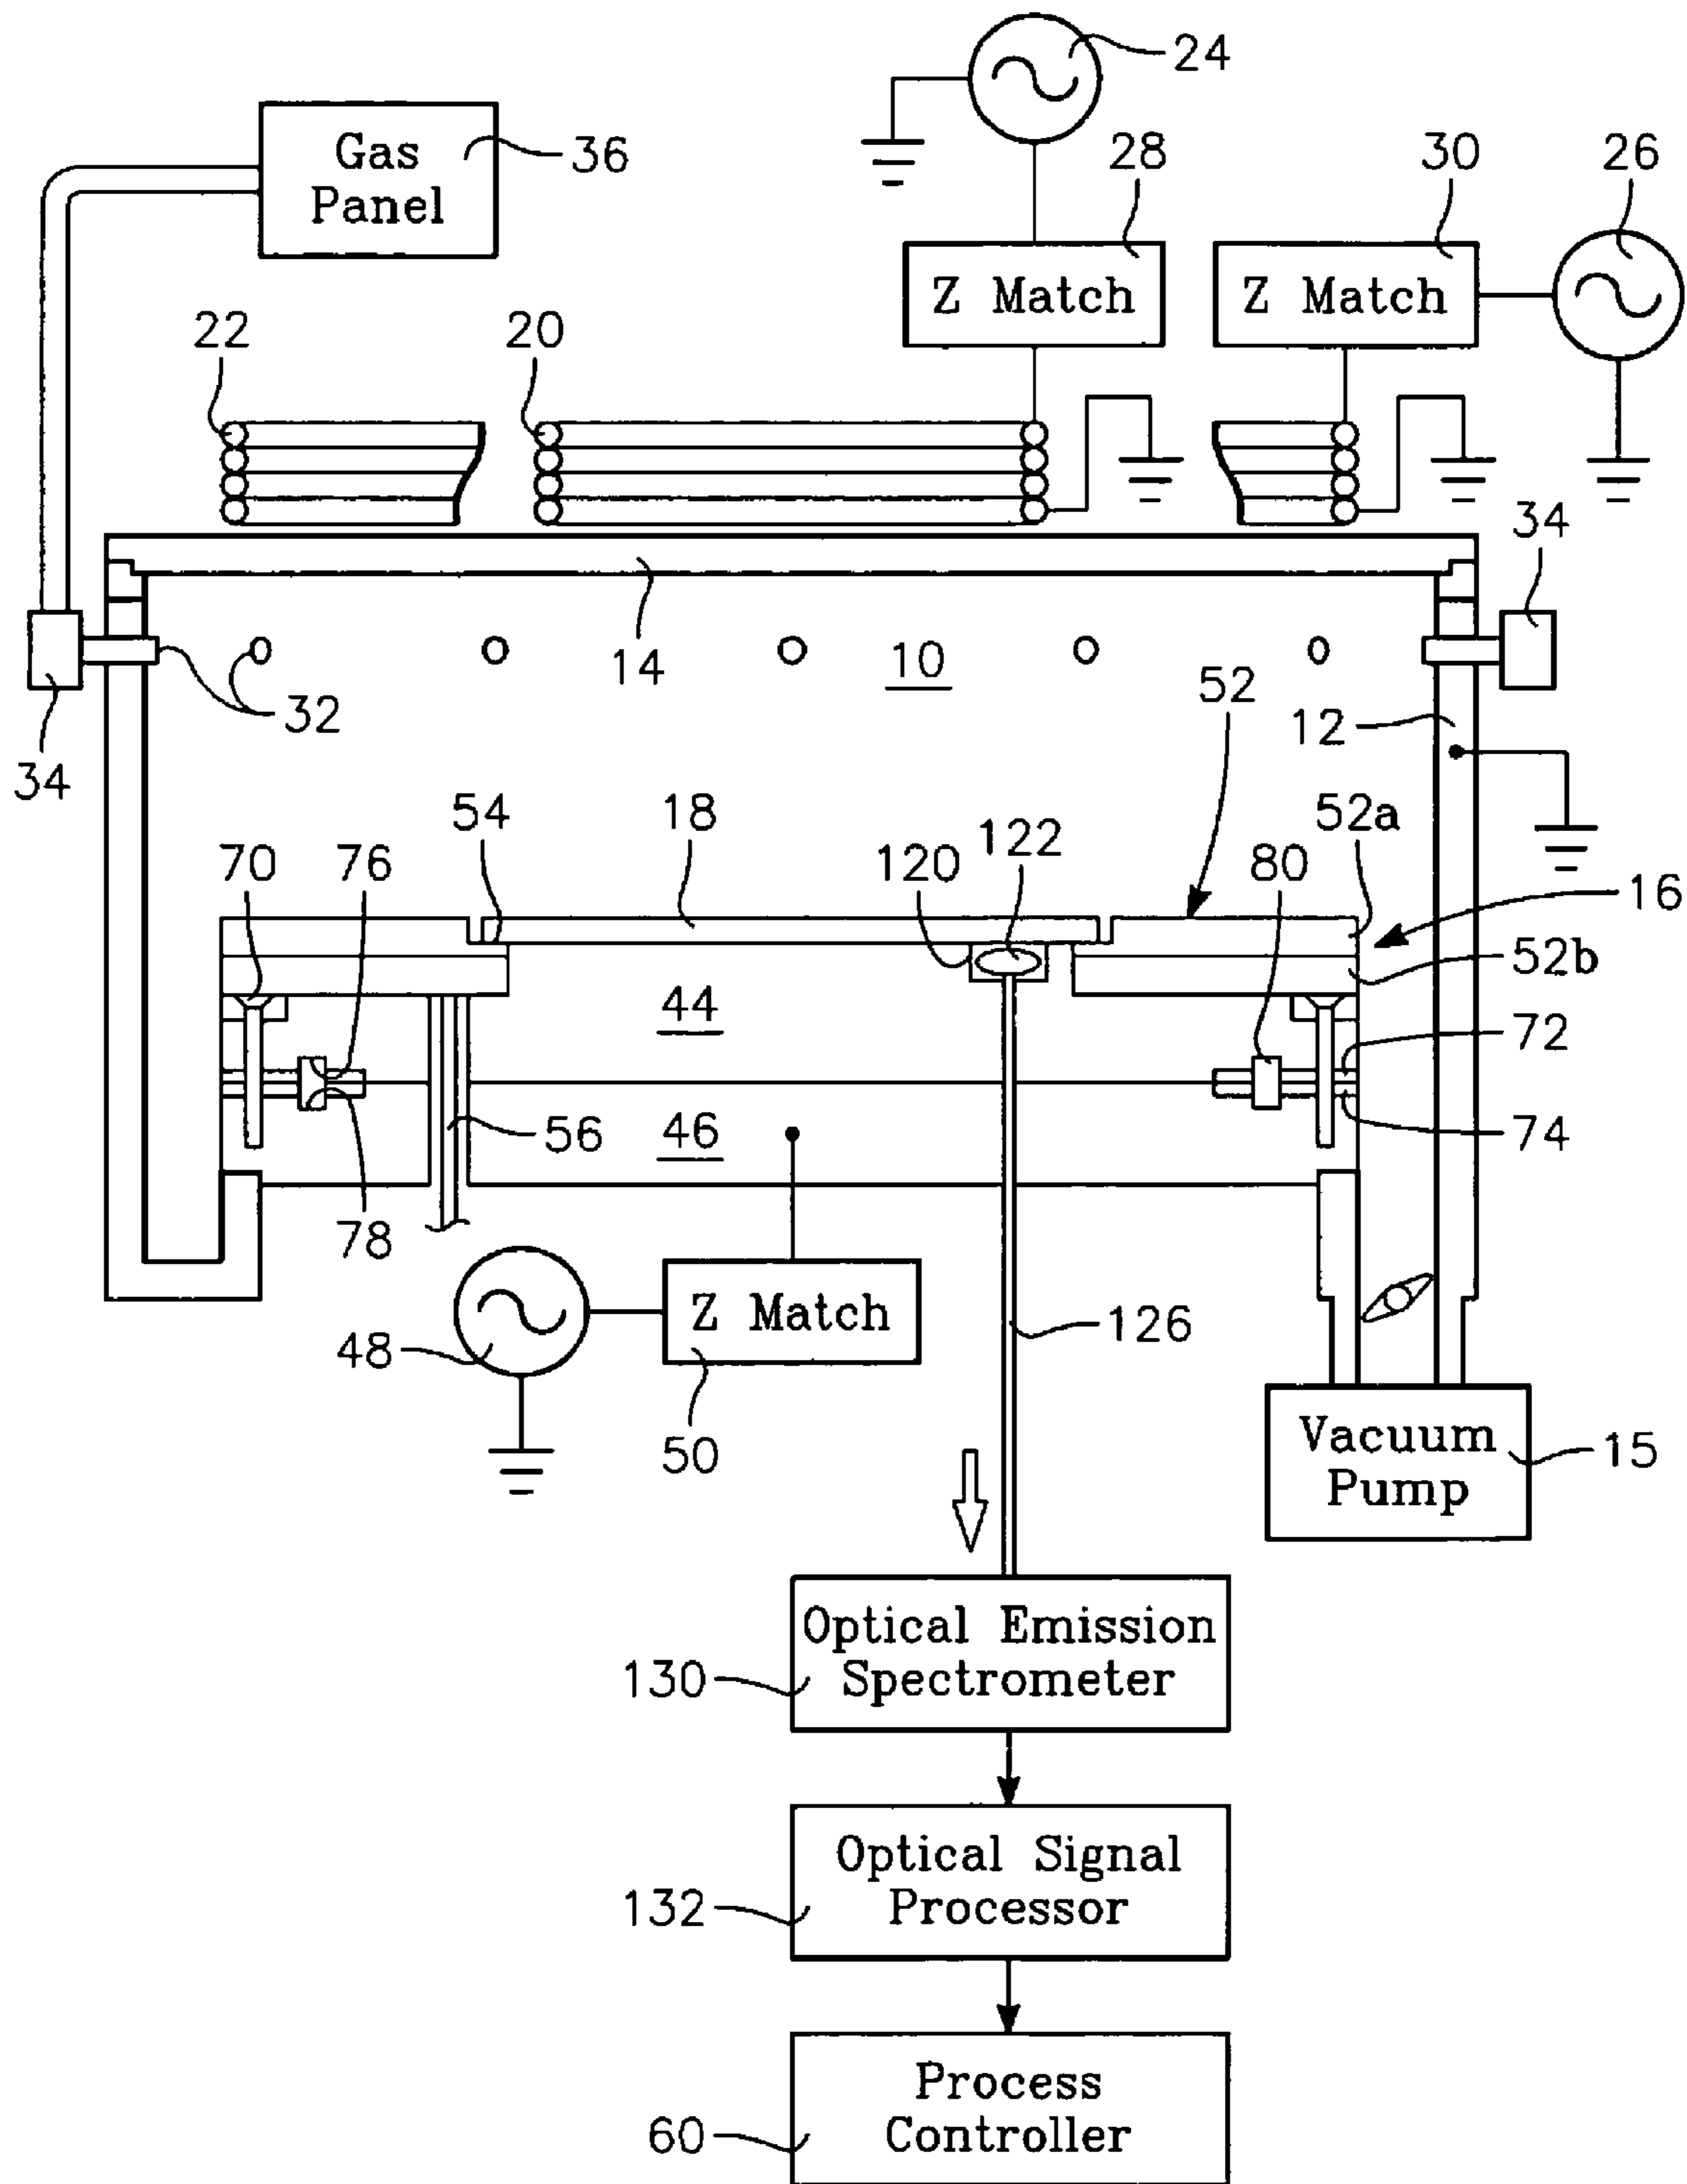 24
Gas
Panel
36
28
30
26
Z Match
Z Match
22
20
34
14
10
32
34
52
12
54
18
122
52a
70
76
120
80
16
52b
44
72
56
46
74
78
Z Match
126
48
50
Vacuum
Pump
15
Optical Emission
Spectrometer
130
Optical Signal
Processor
132
Process
Controller
60